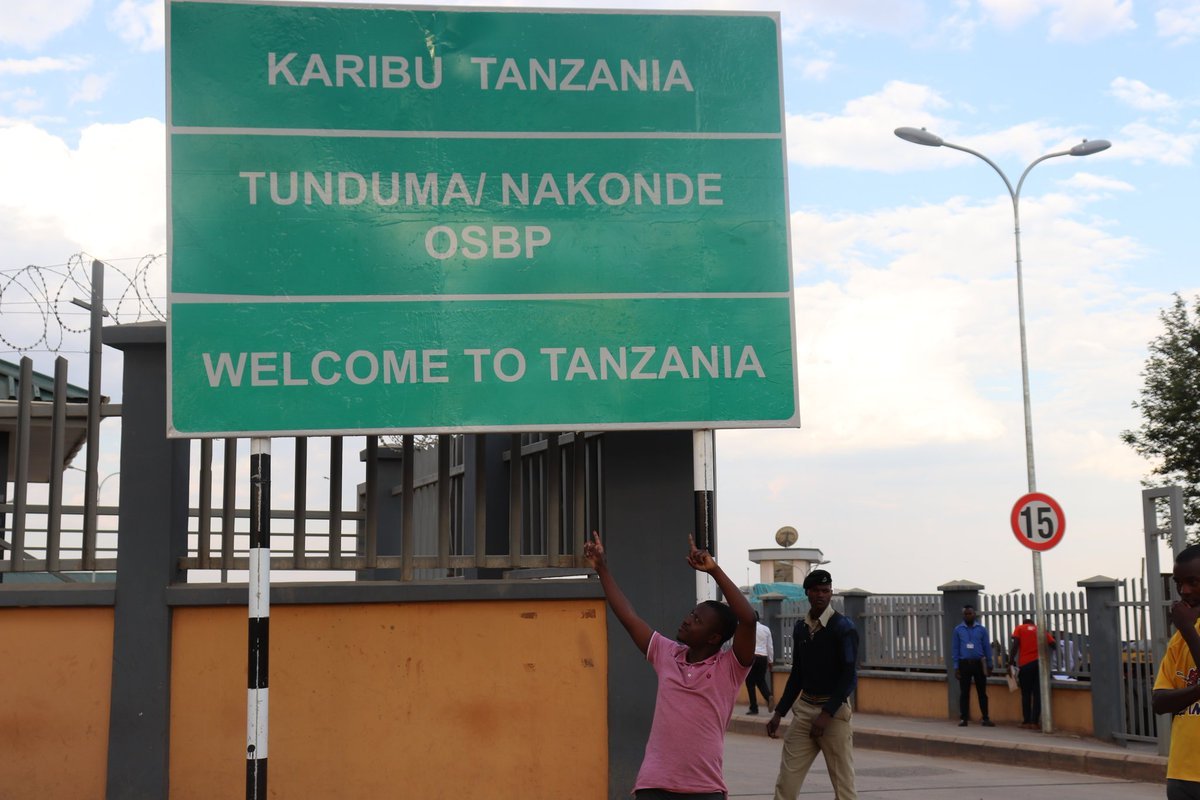 KARIBU TANZANIA
TUNDUMA/ NAKONDE
OSBP
WELCOME TO TANZANIA
15